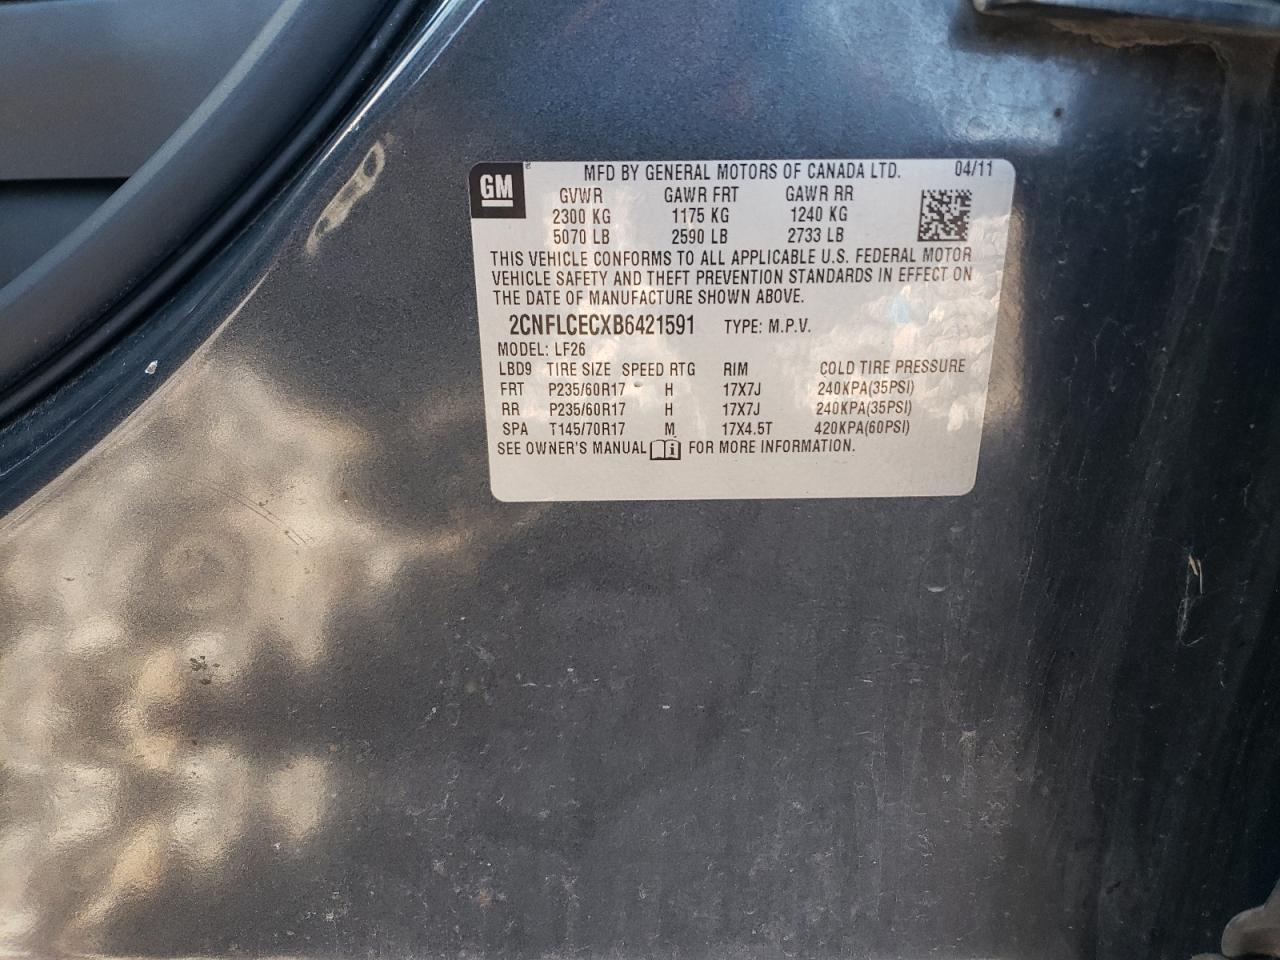 GM MFD BY GENERAL MOTORS OF CANADA LTD. 04/11
GVWR GAWR FRT GAWR RR
2300 KG 1175 KG 1240 KG
5070 LB 2590 LB 2733 LB
THIS VEHICLE CONFORMS TO ALL APPLICABLE U.S. FEDERAL MOTOR
VEHICLE SAFETY AND THEFT PREVENTION STANDARDS IN EFFECT ON
THE DATE OF MANUFACTURE SHOWN ABOVE.
2CNFLCECXB6421591 TYPE: M.P.V.
MODEL: LF26
LBD9 TIRE SIZE SPEED RTG RIM COLD TIRE PRESSURE
FRT P235/60R17 H 17X7J 240KPA(35PSI)
RR P235/60R17 H 17X7J 240KPA(35PSI)
SPA T145/70R17 M 17X4.5T 420KPA(60PSI)
SEE OWNER'S MANUAL i FOR MORE INFORMATION.